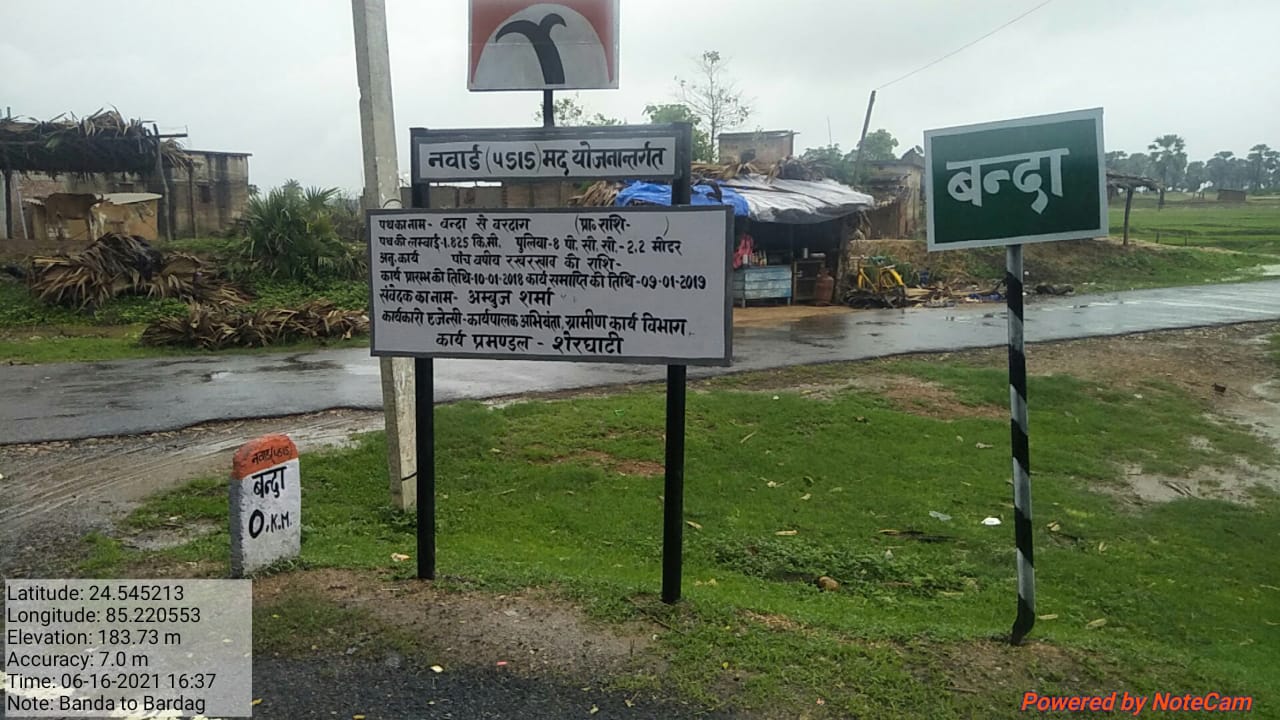 नवार्ड (५SIS) मद योजनान्तर्गत
पथ का नाम- वन्दा से वरदाग (प्रा० राशि-
पथ की लम्बाई-1.825 कि.मी. पुलिया-8 पी.सी.सी.-2.2 मीटर
अनु.कार्य पाँच वर्षीय रखरखाव की राशि-
कार्य प्रारम्भ की तिथि-10-01-2018 कार्य समाप्ति की तिथि-09-01-2019
संवेदक का नाम- अम्बुज शर्मा
कार्यकारी एजेन्सी-कार्यपालक अभिवंता, ग्रामीण कार्य विभाग
कार्य प्रमण्डल - शेरघाटी
बन्दा
नवार्ड(५SIS)
बन्दा
0.K.M.
Latitude: 24.545213
Longitude: 85.220553
Elevation: 183.73 m
Accuracy: 7.0 m
Time: 06-16-2021 16:37
Note: Banda to Bardag
Powered by NoteCam